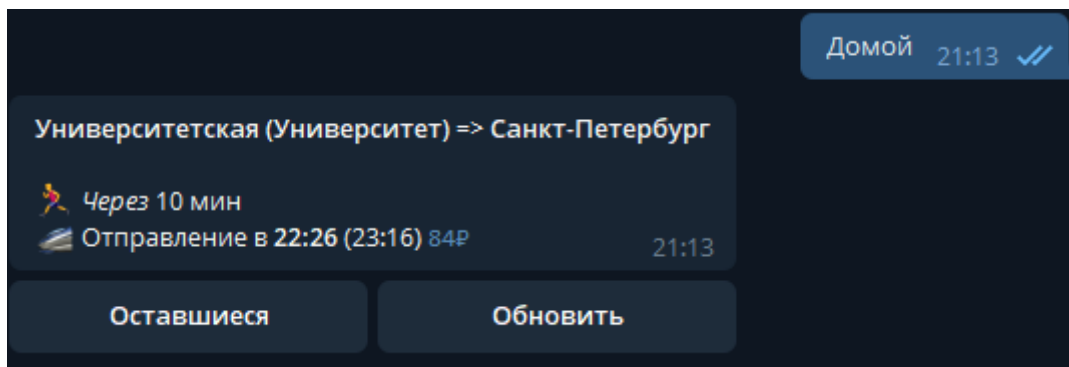 Домой 21:13
Университетская (Университет) => Санкт-Петербург
Через 10 мин
Отправление в 22:26 (23:16) 84₽ 21:13
Оставшиеся Обновить